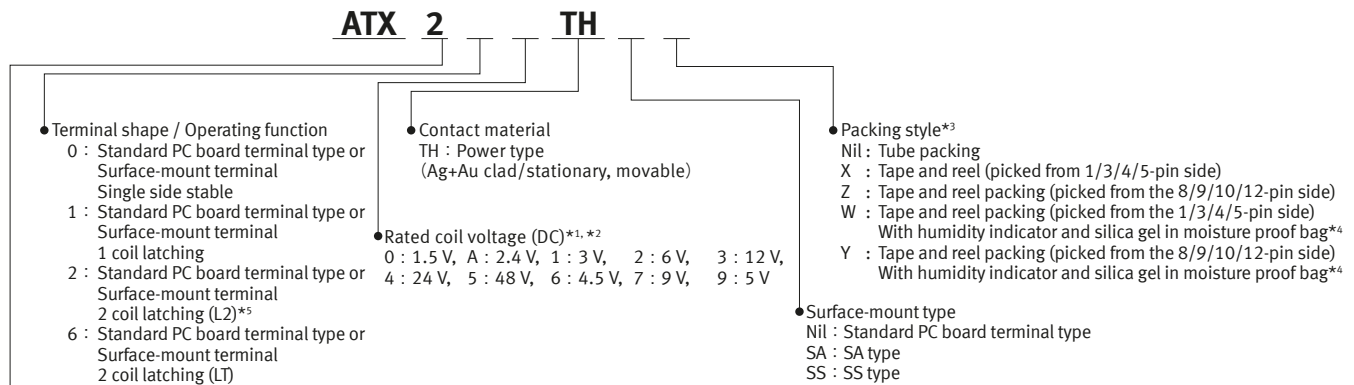 ATX 2 TH
Terminal shape / Operating function
0 : Standard PC board terminal type or
Surface-mount terminal
Single side stable
1 : Standard PC board terminal type or
Surface-mount terminal
1 coil latching
2 : Standard PC board terminal type or
Surface-mount terminal
2 coil latching (L2)*5
6 : Standard PC board terminal type or
Surface-mount terminal
2 coil latching (LT)
Contact material
TH : Power type
(Ag+Au clad/stationary, movable)
Rated coil voltage (DC)*1, *2
0 : 1.5 V, A : 2.4 V, 1 : 3 V, 2 : 6 V, 3 : 12 V,
4 : 24 V, 5 : 48 V, 6 : 4.5 V, 7 : 9 V, 9 : 5 V
Packing style*3
Nil : Tube packing
X : Tape and reel (picked from 1/3/4/5-pin side)
Z : Tape and reel packing (picked from the 8/9/10/12-pin side)
W : Tape and reel packing (picked from the 1/3/4/5-pin side)
With humidity indicator and silica gel in moisture proof bag*4
Y : Tape and reel packing (picked from the 8/9/10/12-pin side)
With humidity indicator and silica gel in moisture proof bag*4
Surface-mount type
Nil : Standard PC board terminal type
SA : SA type
SS : SS type